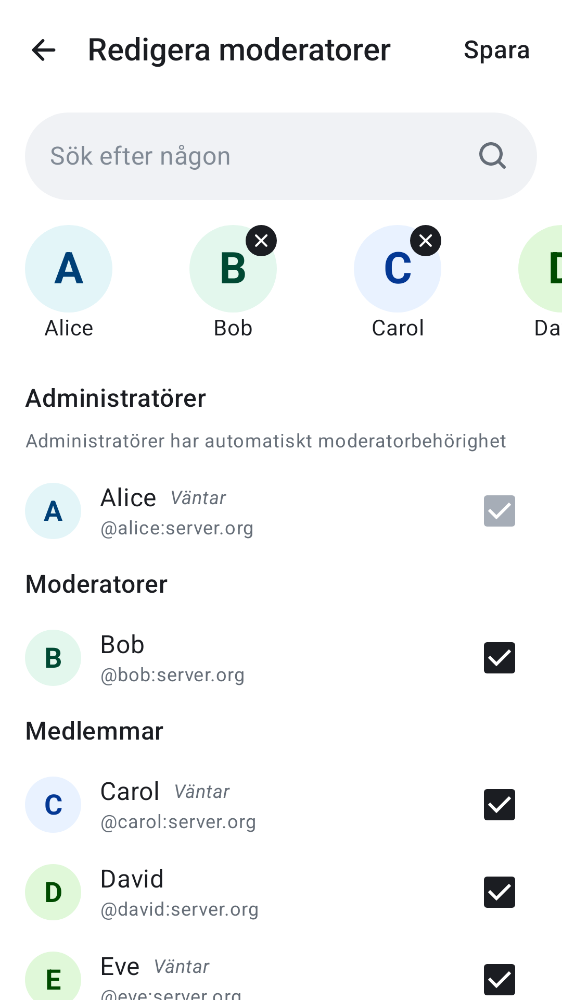 Redigera moderatorer
Spara
Sök efter någon
A
B
C
D
Alice
Bob
Carol
Da
Administratörer
Administratörer har automatiskt moderatorbehörighet
A
Alice Väntar
@alice:server.org
Moderatorer
B
Bob
@bob:server.org
Medlemmar
C
Carol Väntar
@carol:server.org
D
David
@david:server.org
E
Eve Väntar
@eve:server.org